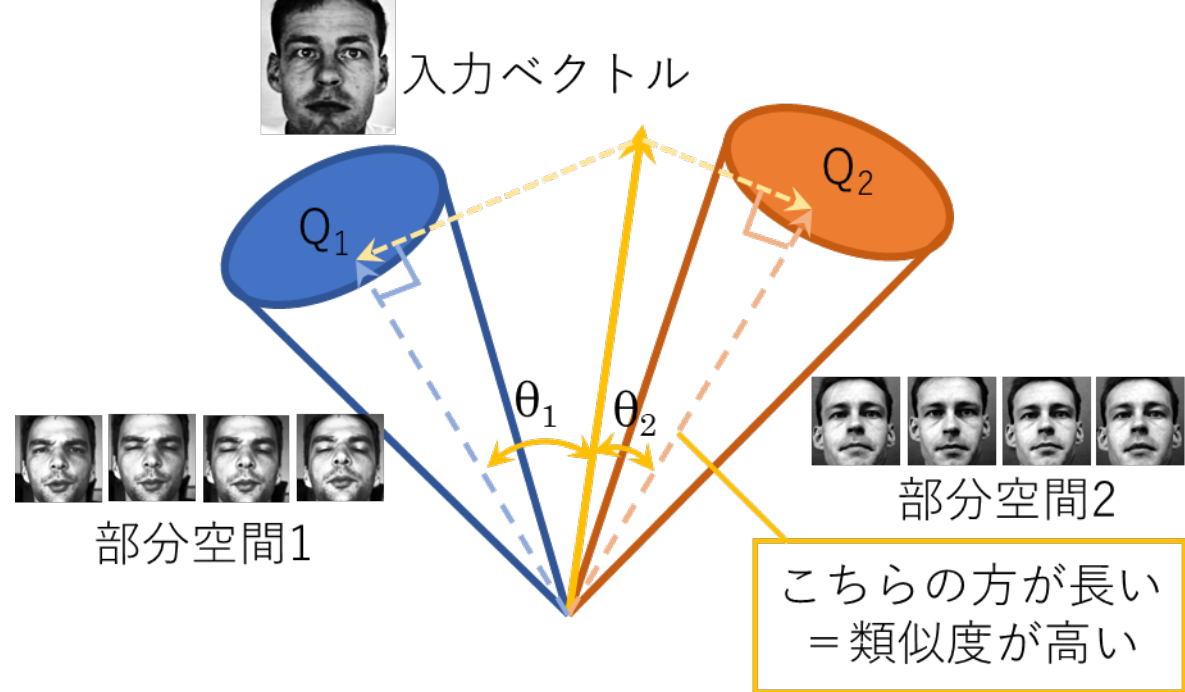 入力ベクトル
Q₁
Q₂
θ₁
θ₂
部分空間1
部分空間2
こちらの方が長い
＝類似度が高い